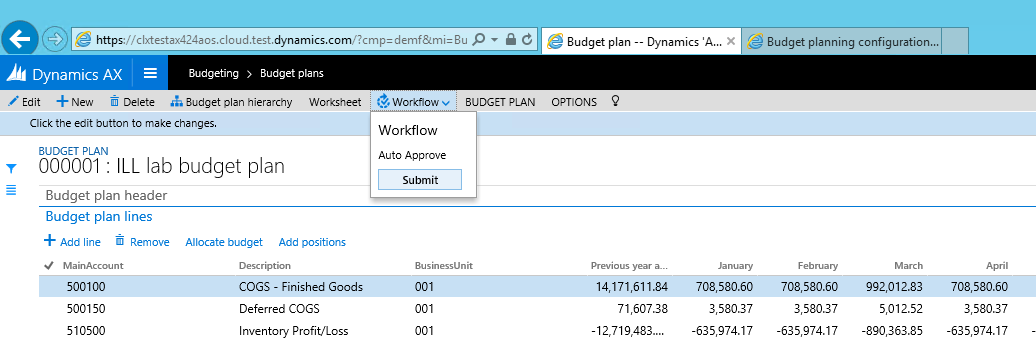 https://clxtestax424aos.cloud.test.dynamics.com/?cmp=demf&mi=Bu Budget plan -- Dynamics 'A... Budget planning configuration...
Dynamics AX Budgeting > Budget plans
Edit New Delete Budget plan hierarchy Worksheet Workflow BUDGET PLAN OPTIONS
Click the edit button to make changes.
Workflow
Auto Approve
Submit
BUDGET PLAN
000001 : ILL lab budget plan
Budget plan header
Budget plan lines
Add line Remove Allocate budget Add positions
MainAccount Description BusinessUnit Previous year a... January February March April
500100 COGS - Finished Goods 001 14,171,611.84 708,580.60 708,580.60 992,012.83 708,580.60
500150 Deferred COGS 001 71,607.38 3,580.37 3,580.37 5,012.52 3,580.37
510500 Inventory Profit/Loss 001 -12,719,483.... -635,974.17 -635,974.17 -890,363.85 -635,974.17